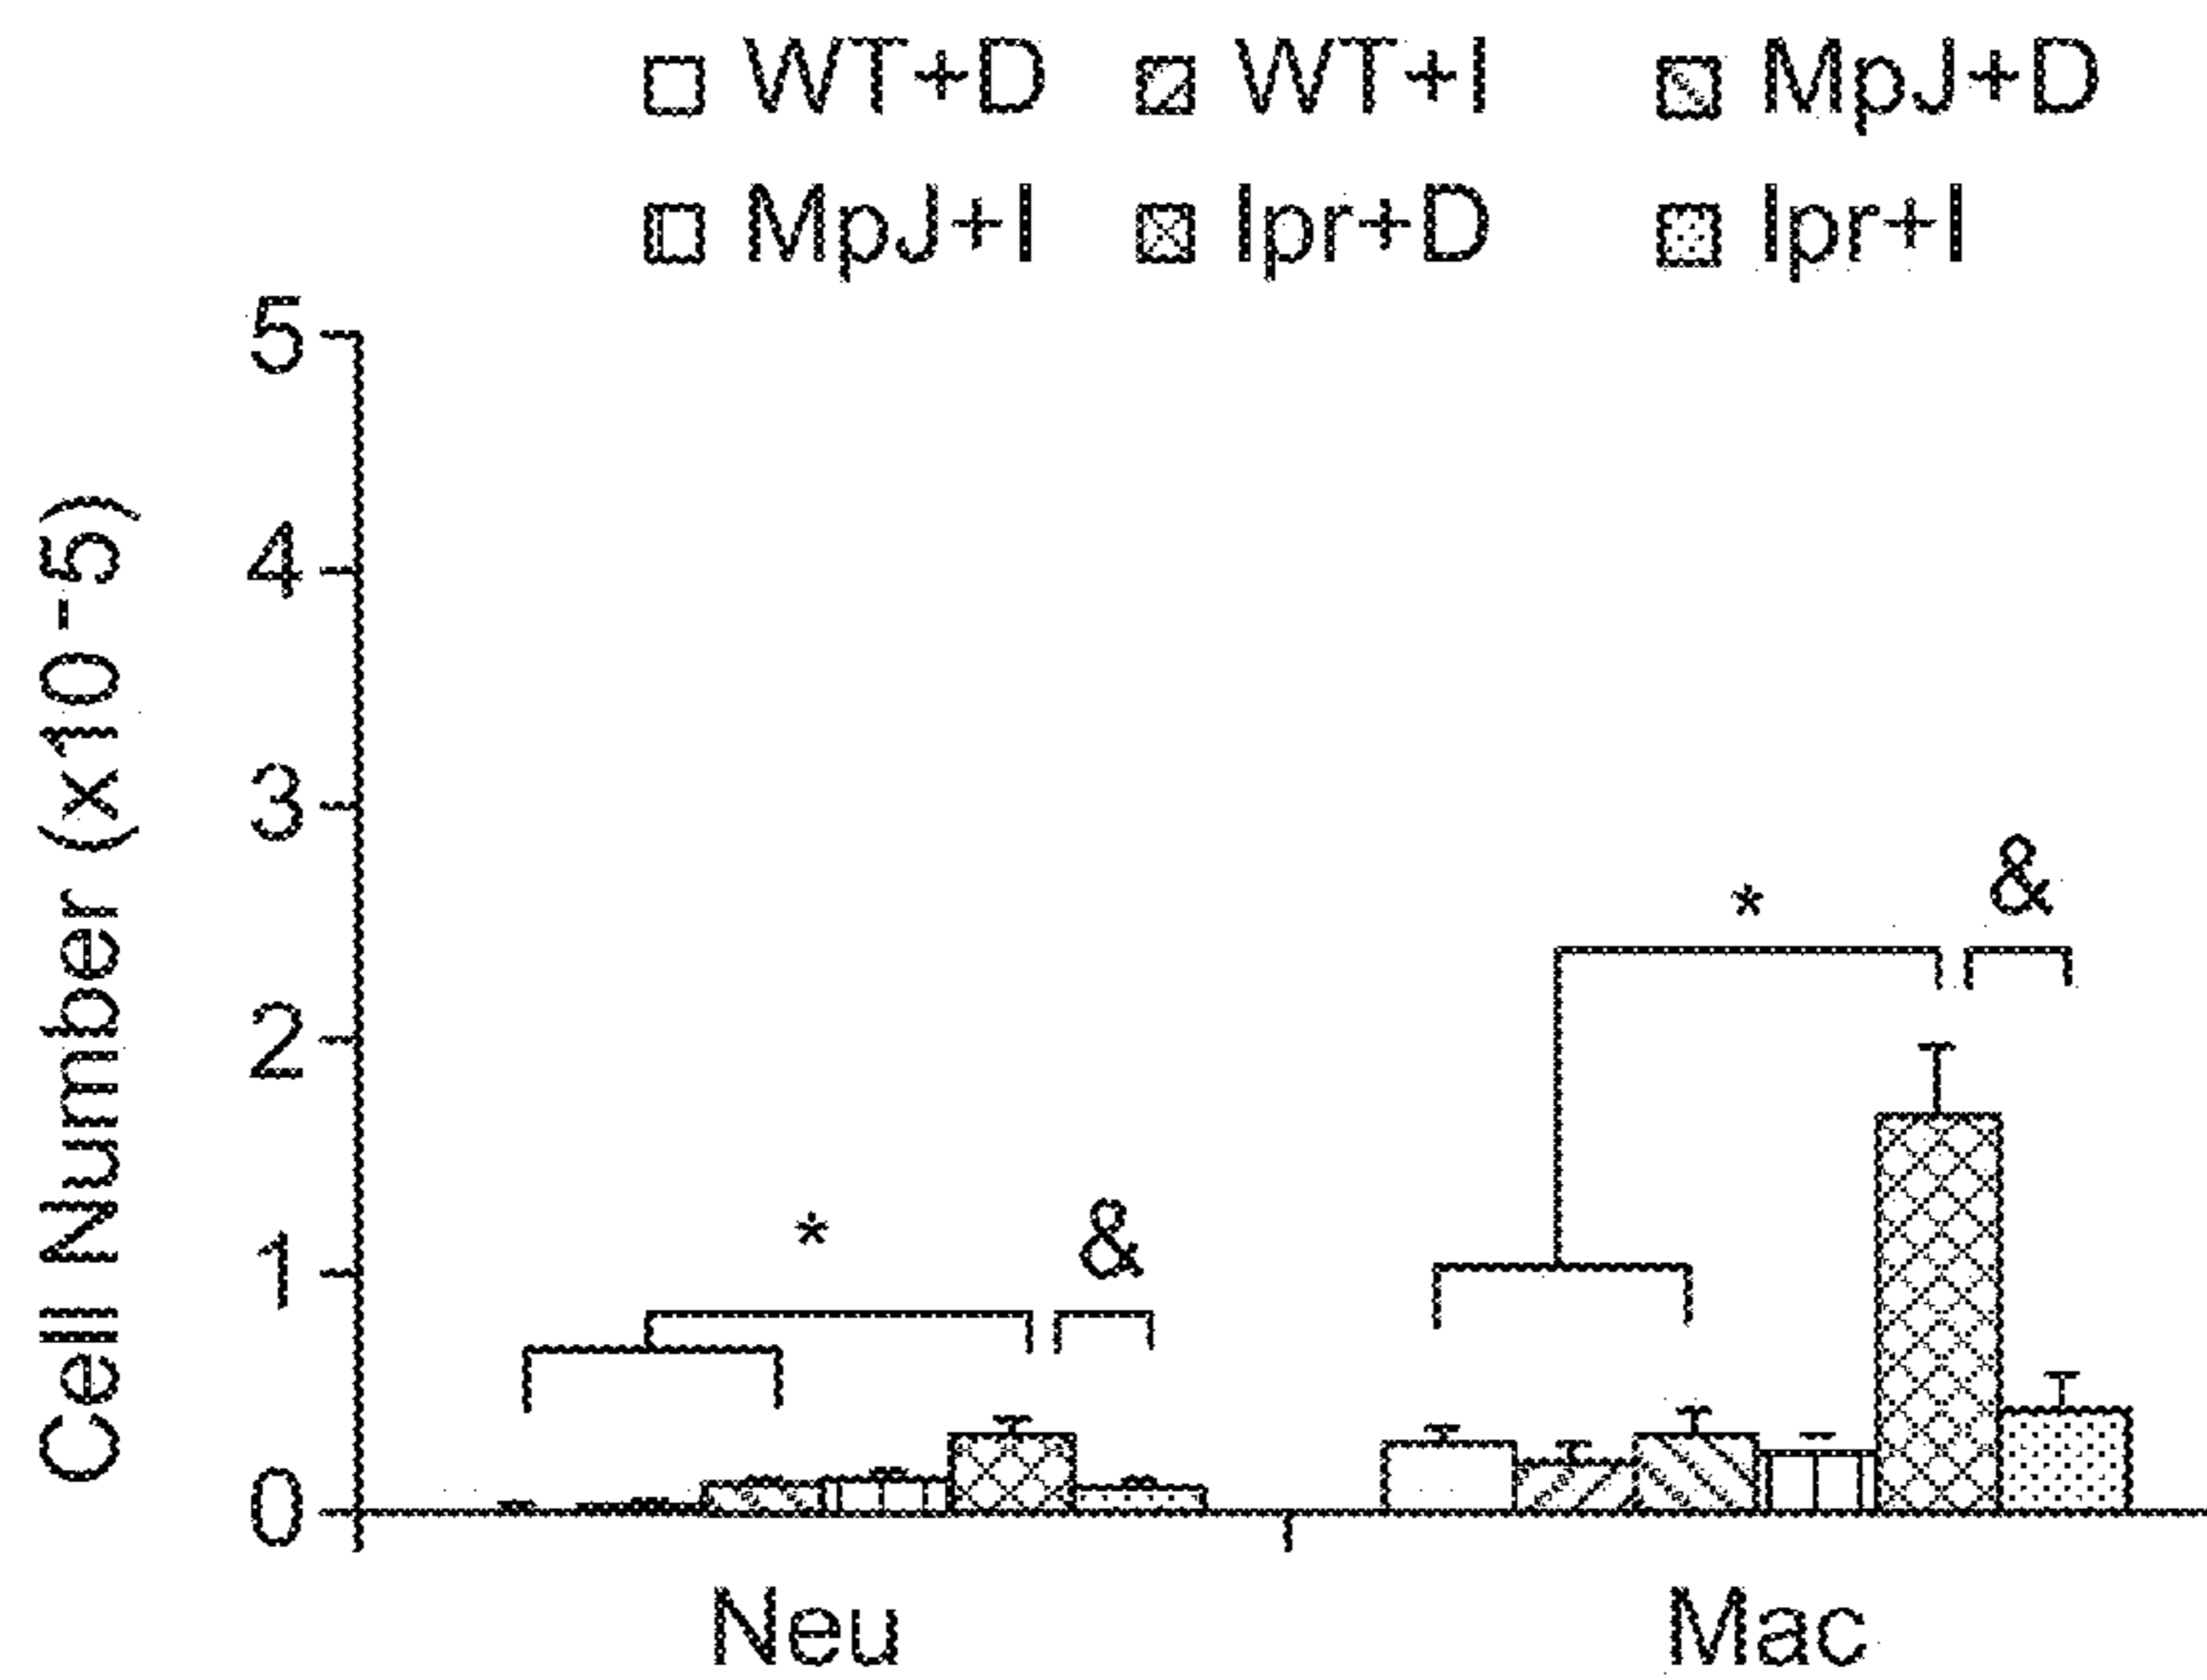 WT+D WT+I MpJ+D
MpJ+I lpr+D lpr+I
Cell Number (x10-5)
5
4
3
2
1
0
* &
* &
Neu Mac